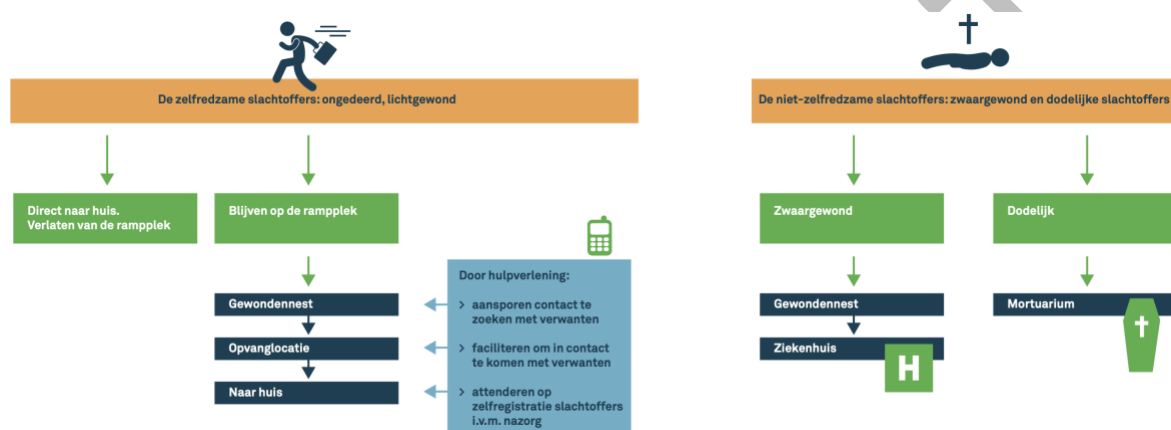 De zelfredzame slachtoffers: ongedeerd, lichtgewond
Direct naar huis.
Verlaten van de rampplek
Blijven op de rampplek
Gewondennest
Opvanglocatie
Naar huis
Door hulpverlening:
> aansporen contact te
zoeken met verwanten
> faciliteren om in contact
te komen met verwanten
> attenderen op
zelfregistratie slachtoffers
i.v.m. nazorg
De niet-zelfredzame slachtoffers: zwaargewond en dodelijke slachtoffers
Zwaargewond
Gewondennest
Ziekenhuis
H
Dodelijk
Mortuarium